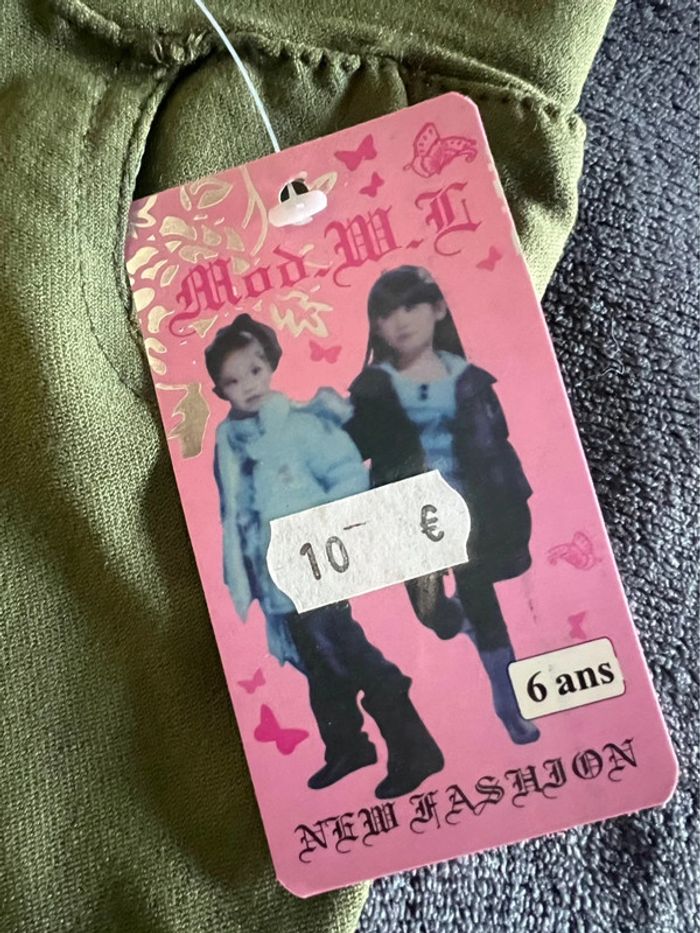 Mod.W.L
10- €
6 ans
NEW FASHION